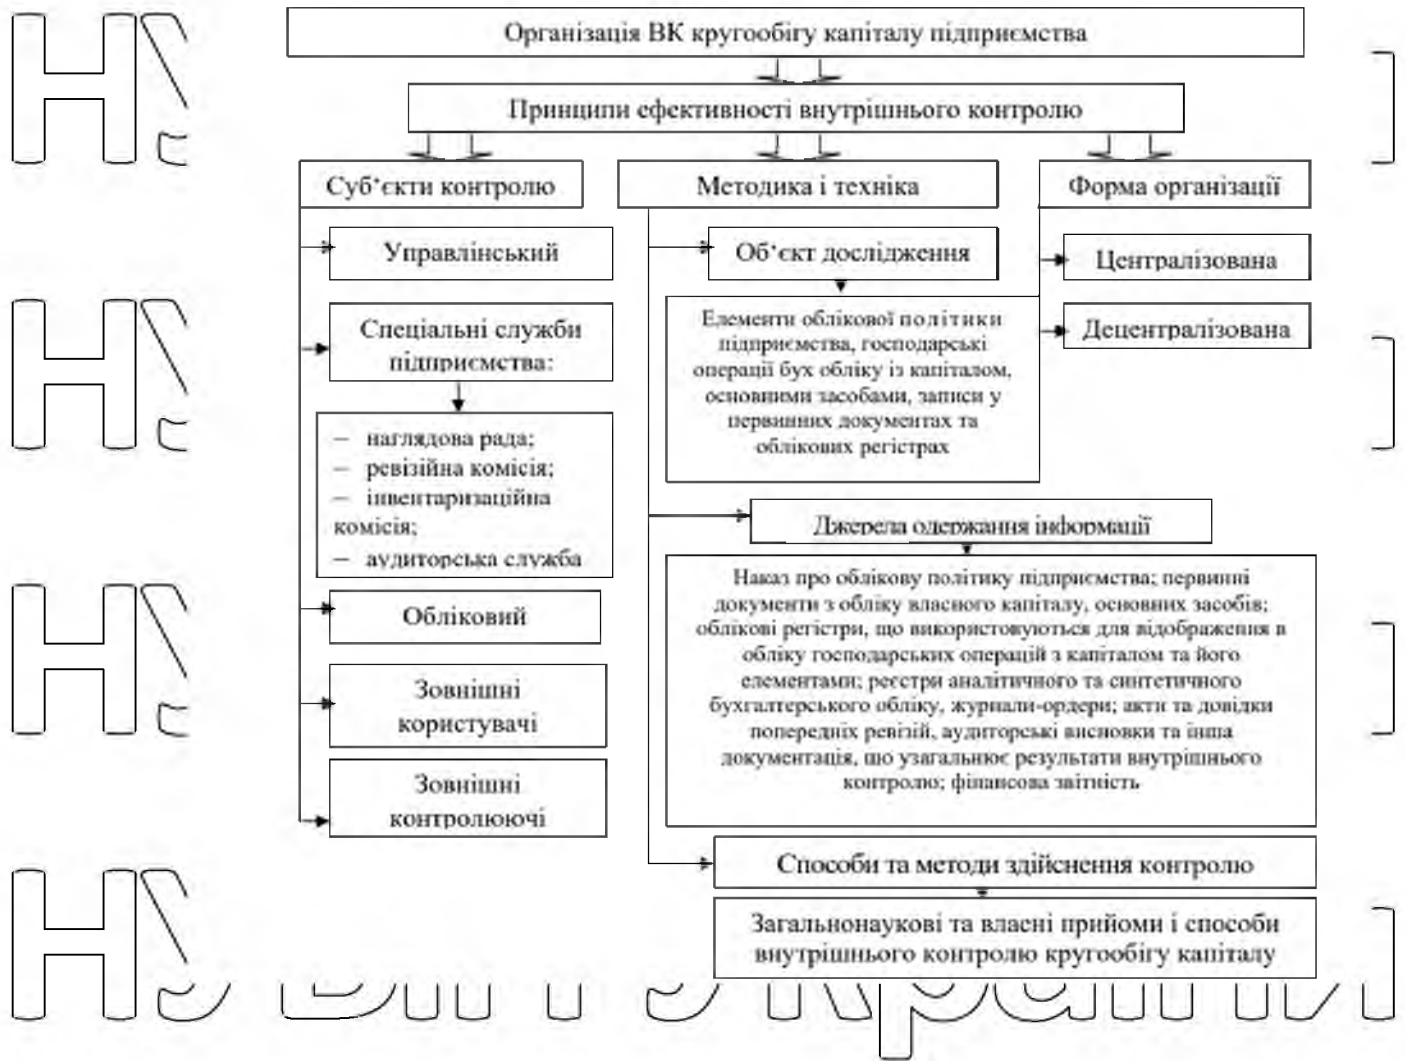 Організація ВК кругообігу капіталу підприємства
Принципи ефективності внутрішнього контролю
Суб‘єкти контролю
Управлінський
Спеціальні служби
підприємства:
– наглядова рада;
– ревізійна комісія;
– інвентаризаційна
комісія;
– аудиторська служба
Обліковий
Зовнішні
користувачі
Зовнішні
контролюючі
Методика і техніка
Об‘єкт дослідження
Елементи облікової політики
підприємства, господарські
операції бух обліку із капіталом,
основними засобами, записи у
первинних документах та
облікових регістрах
Джерела одержання інформації
Наказ про облікову політику підприємства; первинні
документи з обліку власного капіталу, основних засобів;
облікові регістри, що використовуються для відображення в
обліку господарських операцій з капіталом та його
елементами; реєстри аналітичного та синтетичного
бухгалтерського обліку, журнали-ордери; акти та довідки
попередніх ревізій, аудиторські висновки та інша
документація, що узагальнює результати внутрішнього
контролю; фінансова звітність
Способи та методи здійснення контролю
Загальнонаукові та власні прийоми і способи
внутрішнього контролю кругообігу капіталу
Форма організації
Централізована
Децентралізована